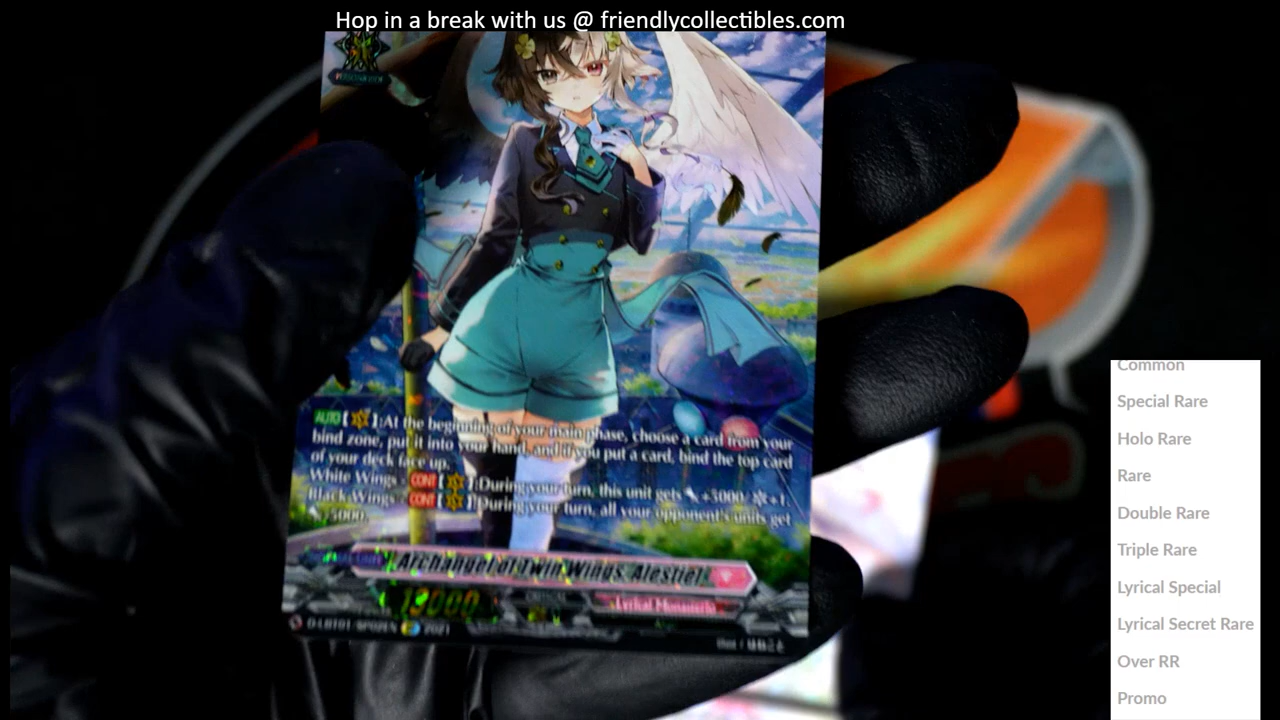 Hop in a break with us @ friendlycollectibles.com
AUTO【 】:At the beginning of your main phase, choose a card from your
bind zone, put it into your hand, and if you put a card, bind the top card
of your deck face up.
White Wings - CONT【 】:During your turn, this unit gets +5000/ +1.
Black Wings - CONT【 】:During your turn, all your opponent's units get
-5000.
Archangel of Twin Wings, Alestiel
13000
Lyrical Monasterio
D-LBT01/SP02EN 2021
Common
Special Rare
Holo Rare
Rare
Double Rare
Triple Rare
Lyrical Special
Lyrical Secret Rare
Over RR
Promo